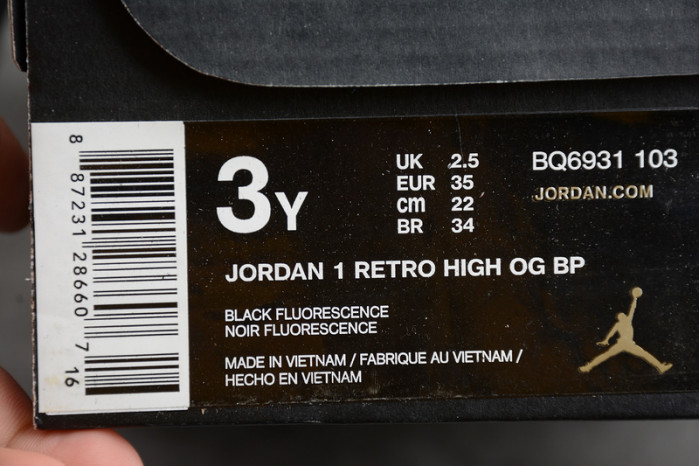 8 87231 28660 7 16
3Y
UK 2.5
EUR 35
cm 22
BR 34
BQ6931 103
JORDAN.COM
JORDAN 1 RETRO HIGH OG BP
BLACK FLUORESCENCE
NOIR FLUORESCENCE
MADE IN VIETNAM / FABRIQUE AU VIETNAM /
HECHO EN VIETNAM